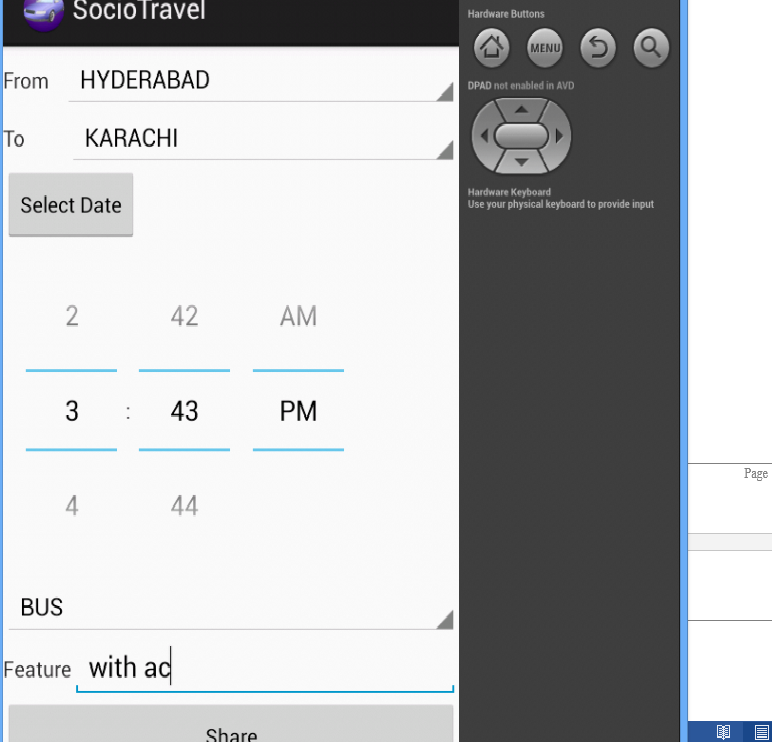 SocioTravel
From HYDERABAD
To KARACHI
Select Date
2 42 AM
3 : 43 PM
4 44
BUS
Feature with ac
Share
Hardware Buttons
MENU
DPAD not enabled in AVD
Hardware Keyboard
Use your physical keyboard to provide input
Page